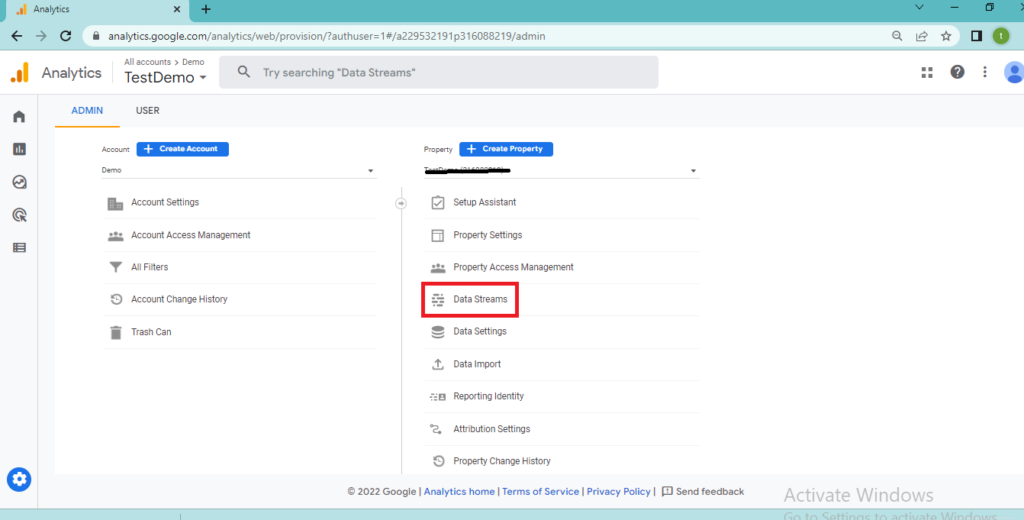 Analytics
analytics.google.com/analytics/web/provision/?authuser=1#/a229532191p316088219/admin
1
Analytics
All accounts > Demo
TestDemo
Try searching "Data Streams"
ADMIN
USER
Account
Create Account
Demo
Account Settings
Account Access Management
All Filters
Account Change History
Trash Can
Property
Create Property
Setup Assistant
Property Settings
Property Access Management
Data Streams
Data Settings
Data Import
Reporting Identity
Attribution Settings
Property Change History
© 2022 Google | Analytics home | Terms of Service | Privacy Policy | Send feedback
Activate Windows
Go to Settings to activate Windows.